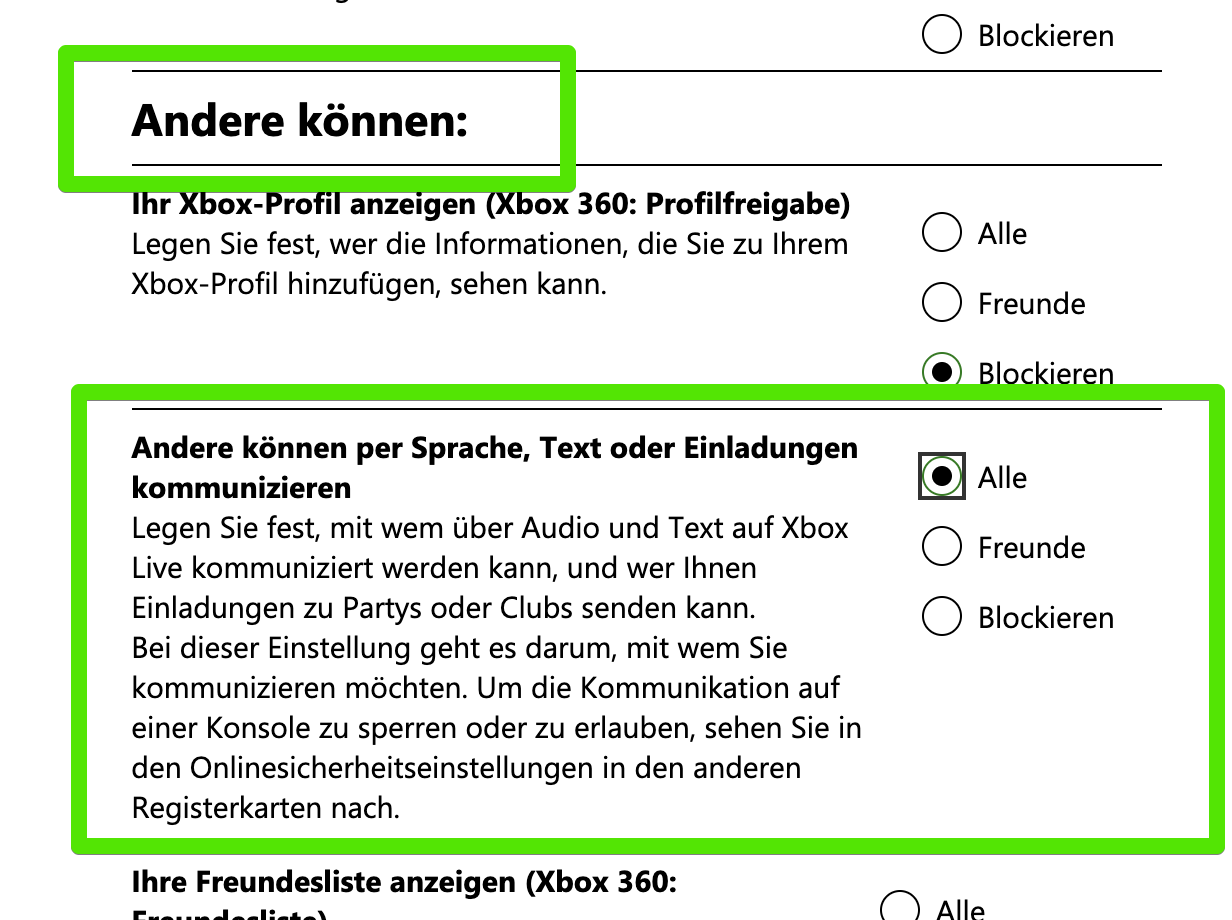 Blockieren
Andere können:
Ihr Xbox-Profil anzeigen (Xbox 360: Profilfreigabe)
Legen Sie fest, wer die Informationen, die Sie zu Ihrem
Xbox-Profil hinzufügen, sehen kann.
Alle
Freunde
Blockieren
Andere können per Sprache, Text oder Einladungen
kommunizieren
Legen Sie fest, mit wem über Audio und Text auf Xbox
Live kommuniziert werden kann, und wer Ihnen
Einladungen zu Partys oder Clubs senden kann.
Bei dieser Einstellung geht es darum, mit wem Sie
kommunizieren möchten. Um die Kommunikation auf
einer Konsole zu sperren oder zu erlauben, sehen Sie in
den Onlinesicherheitseinstellungen in den anderen
Registerkarten nach.
Alle
Freunde
Blockieren
Ihre Freundesliste anzeigen (Xbox 360:
Freundesliste)
Alle